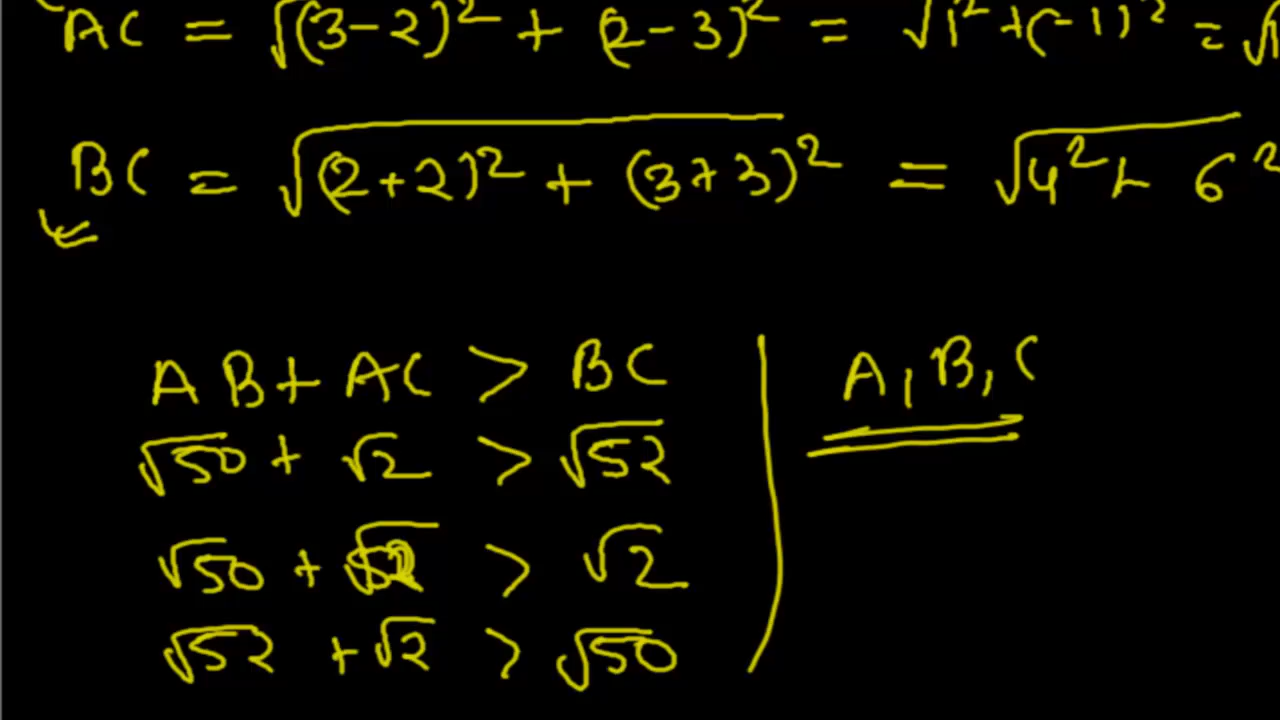 AC = √(3-2)² + (2-3)² = √1² + (-1)² = √1
BC = √(2+2)² + (3+3)² = √4² + 6²
AB + AC > BC
A, B, C
√50 + √2 > √52
√50 + √52 > √2
√52 + √2 > √50